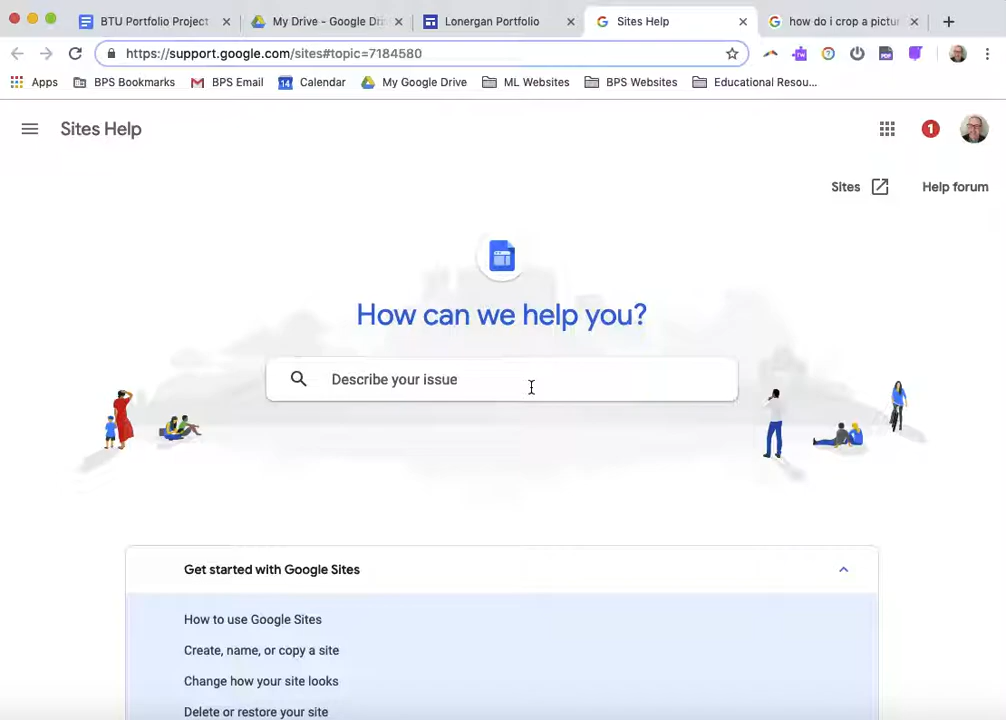 BTU Portfolio Project
My Drive - Google Dri
Lonergan Portfolio
Sites Help
how do i crop a pictur
https://support.google.com/sites#topic=7184580
Apps
BPS Bookmarks
BPS Email
14
Calendar
My Google Drive
ML Websites
BPS Websites
Educational Resou...
Sites Help
1
Sites
Help forum
How can we help you?
Describe your issue
Get started with Google Sites
How to use Google Sites
Create, name, or copy a site
Change how your site looks
Delete or restore your site